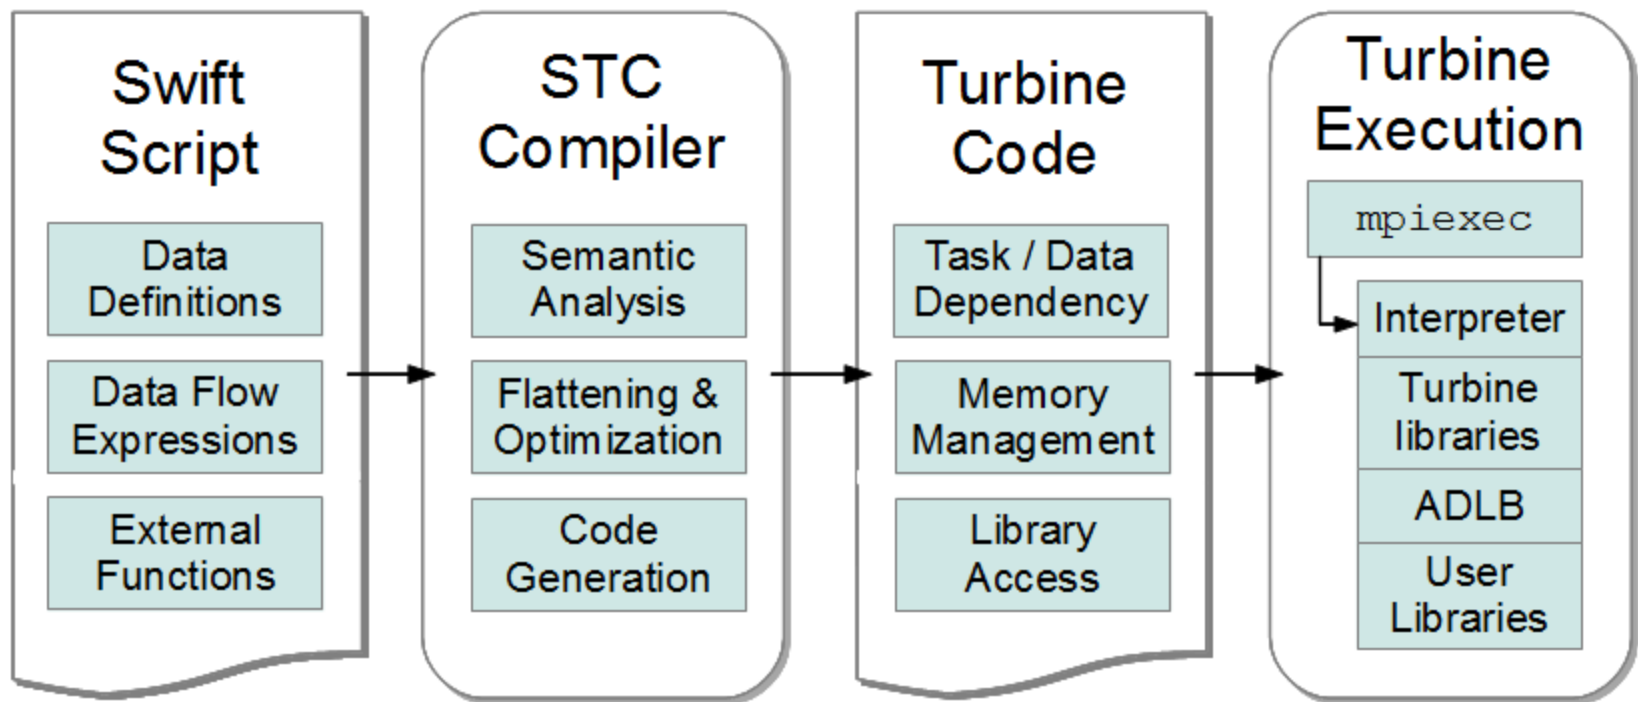 Swift
Script
Data
Definitions
Data Flow
Expressions
External
Functions
STC
Compiler
Semantic
Analysis
Flattening &
Optimization
Code
Generation
Turbine
Code
Task / Data
Dependency
Memory
Management
Library
Access
Turbine
Execution
mpiexec
Interpreter
Turbine
libraries
ADLB
User
Libraries